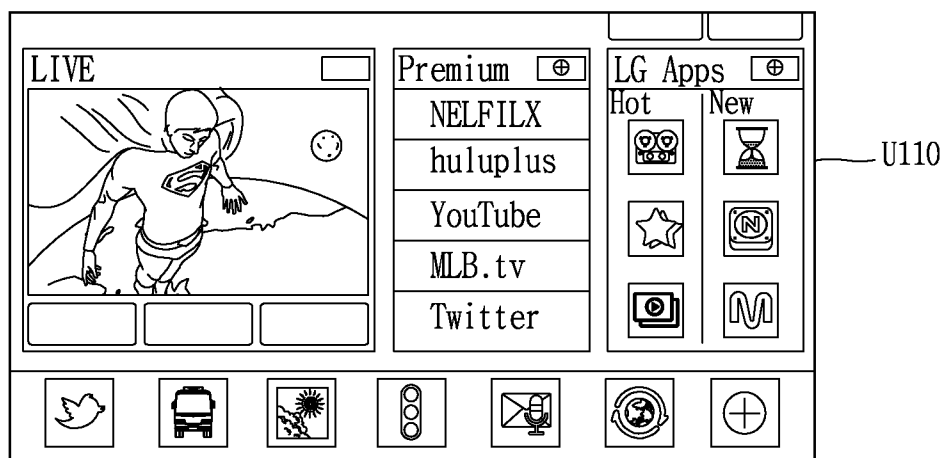 LIVE
Premium
NELFILX
huluplus
YouTube
MLB.tv
Twitter
LG Apps
Hot New
N
M
U110